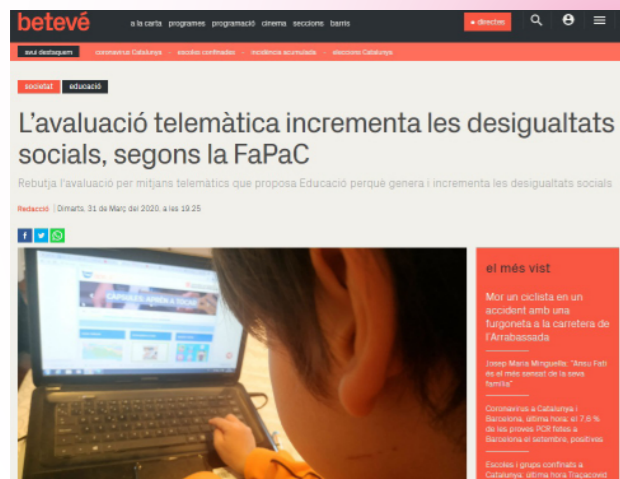 betevé
a la carta programes programació cinema seccions barris
directes
avui destaquem coronavirus Catalunya - escoles confinades - incidència acumulada - eleccions Catalunya
societat educació
L'avaluació telemàtica incrementa les desigualtats
socials, segons la FaPaC
Rebutja l'avaluació per mitjans telemàtics que proposa Educació perquè genera i incrementa les desigualtats socials
Redacció | Dimarts, 31 de Març del 2020, a les 19.25
CÀPSULES: APREN A TOCAR
el més vist
Mor un ciclista en un
accident amb una
furgoneta a la carretera de
l'Arrabassada
Josep Maria Minguella: "Ansu Fati
és el més sensat de la seva
família"
Coronavirus a Catalunya i
Barcelona, última hora: el 7,6 %
de les proves PCR fetes a
Barcelona el setembre, positives
Escoles i grups confinats a
Catalunya: última hora Traçacovid